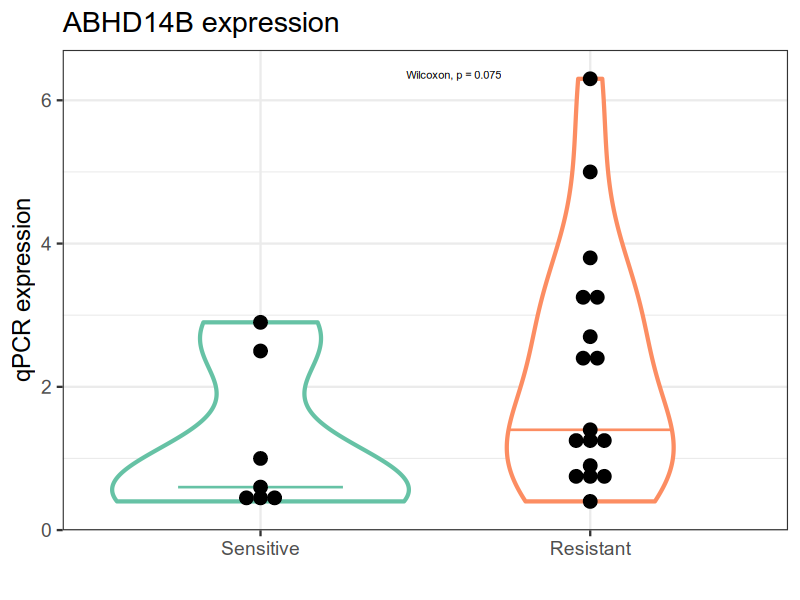 ABHD14B expression
Wilcoxon, p = 0.075
qPCR expression
6
4
2
0
Sensitive
Resistant